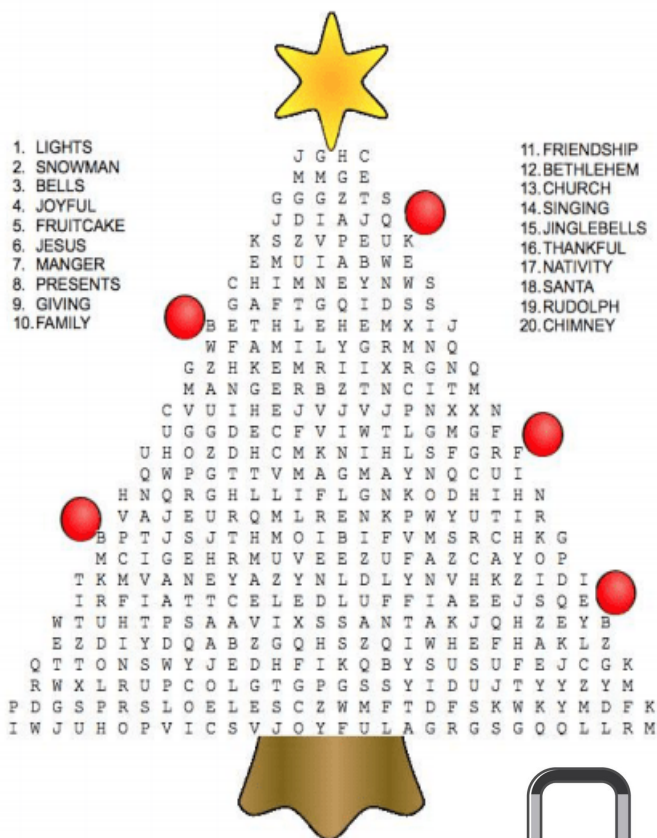 1. LIGHTS
2. SNOWMAN
3. BELLS
4. JOYFUL
5. FRUITCAKE
6. JESUS
7. MANGER
8. PRESENTS
9. GIVING
10. FAMILY
11. FRIENDSHIP
12. BETHLEHEM
13. CHURCH
14. SINGING
15. JINGLEBELLS
16. THANKFUL
17. NATIVITY
18. SANTA
19. RUDOLPH
20. CHIMNEY
J G H C
M M G E
G G G Z T S
J D I A J Q
K S Z V P E U K
E M U I A B W E
C H I M N E Y N W S
G A F T G Q I D S S
B E T H L E H E M X I J
W F A M I L Y G R M N Q
G Z H K E M R I I X R G N Q
M A N G E R B Z T N C I T M
C V U I H E J V J V J P N X X N
U G G D E C F V I W T L G M G F
U H O Z D H C M K N I H L S F G R F
Q W P G T T V M A G M A Y N Q C U I
H N Q R G H L L I F L G N K O D H I H N
V A J E U R Q M L R E N K P W Y U T I R
B P T J S J T H M O I B I F V M S R C H K G
M C I G E H R M U V E E Z U F A Z C A Y O P
T K M V A N E Y A Z Y N L D L Y N V H K Z I D I
I R F I A T T C E L E D L U F F I A E E J S Q E
W T U H T P S A A V I X S S A N T A K J Q H Z E Y B
E Z D I Y D Q A B Z G Q H S Z Q I W H E F H A K L Z
Q T T O N S W Y J E D H F I K Q B Y S U S U F E J C G K
R W X L R U P C O L G T G P G S S Y I D U J T Y Y Z Y M
P D G S P R S L O E L E S C Z W M F T D F S K W K Y M D F K
I W J U H O P V I C S V J O Y F U L A G R G S G Q Q L L R M